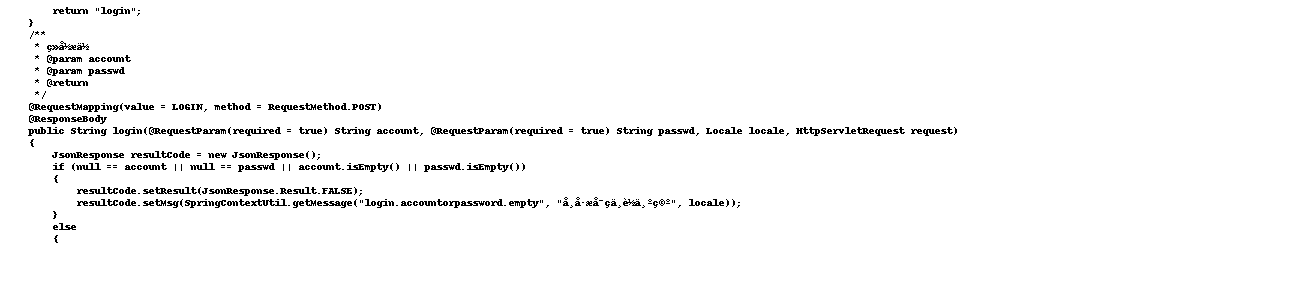 return "login";
}
/**
* ç»å½æä½
* @param account
* @param passwd
* @return
*/
@RequestMapping(value = LOGIN, method = RequestMethod.POST)
@ResponseBody
public String login(@RequestParam(required = true) String account, @RequestParam(required = true) String passwd, Locale locale, HttpServletRequest request)
{
JsonResponse resultCode = new JsonResponse();
if (null == account || null == passwd || account.isEmpty() || passwd.isEmpty())
{
resultCode.setResult(JsonResponse.Result.FALSE);
resultCode.setMsg(SpringContextUtil.getMessage("login.accountorpassword.empty", "å¸å·æå¯çä¸è½ä¸ºç©º", locale));
}
else
{